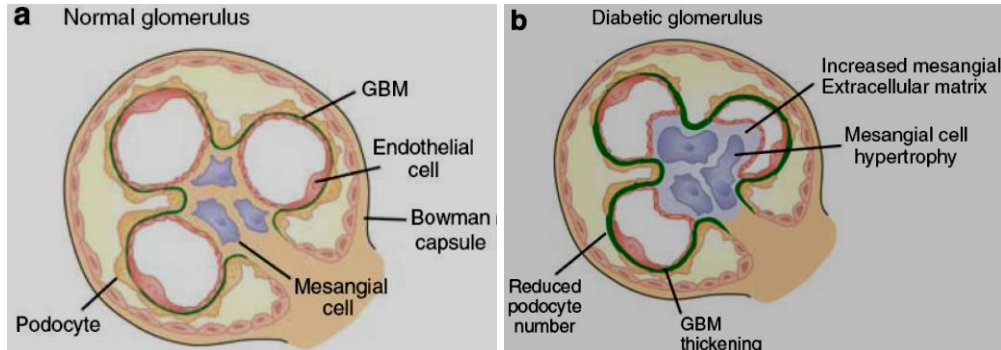 a Normal glomerulus
GBM
Endothelial
cell
Bowman
capsule
Mesangial
cell
Podocyte
b Diabetic glomerulus
Increased mesangial
Extracellular matrix
Mesangial cell
hypertrophy
Reduced
podocyte
number
GBM
thickening